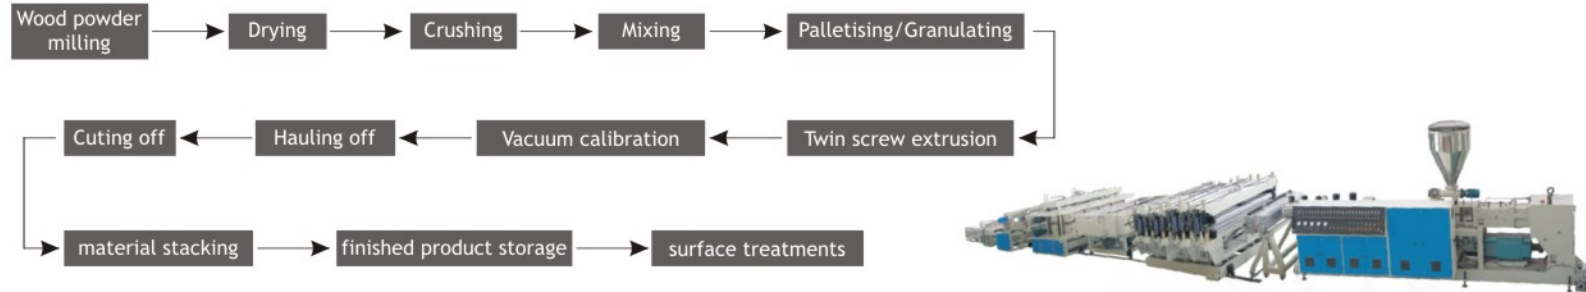 Wood powder
milling
Drying
Crushing
Mixing
Palletising/Granulating
Twin screw extrusion
Vacuum calibration
Hauling off
Cuting off
material stacking
finished product storage
surface treatments